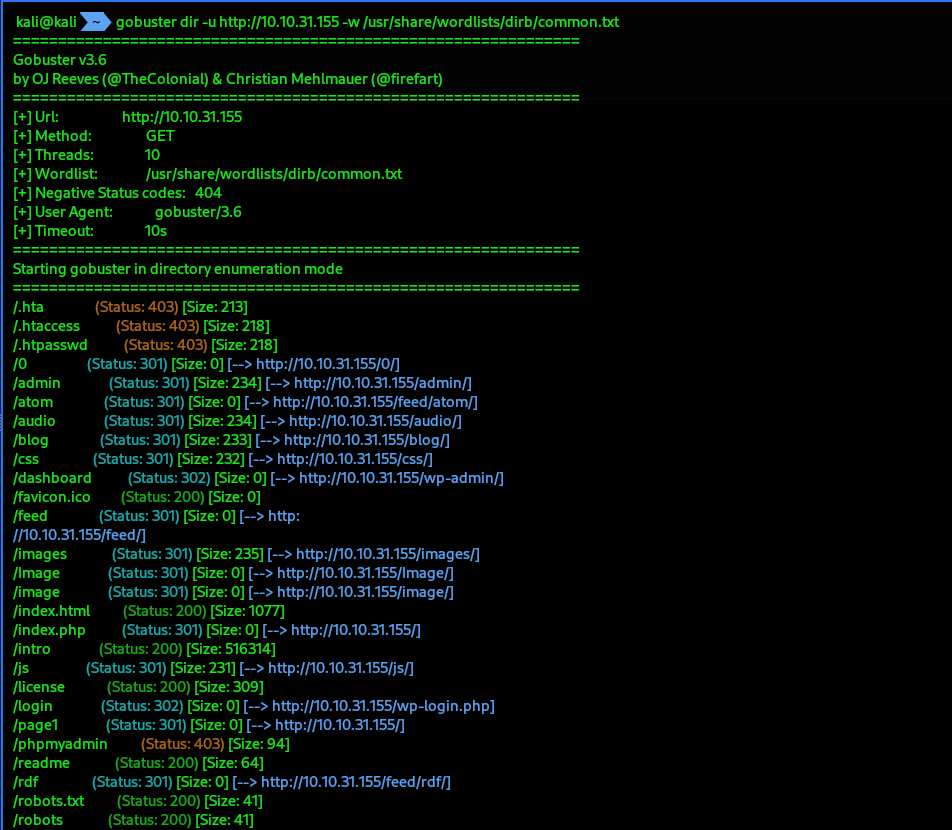 kali@kali ~ gobuster dir -u http://10.10.31.155 -w /usr/share/wordlists/dirb/common.txt
===============================================================
Gobuster v3.6
by OJ Reeves (@TheColonial) & Christian Mehlmauer (@firefart)
===============================================================
[+] Url: http://10.10.31.155
[+] Method: GET
[+] Threads: 10
[+] Wordlist: /usr/share/wordlists/dirb/common.txt
[+] Negative Status codes: 404
[+] User Agent: gobuster/3.6
[+] Timeout: 10s
===============================================================
Starting gobuster in directory enumeration mode
===============================================================
/.hta (Status: 403) [Size: 213]
/.htaccess (Status: 403) [Size: 218]
/.htpasswd (Status: 403) [Size: 218]
/0 (Status: 301) [Size: 0] [--> http://10.10.31.155/0/]
/admin (Status: 301) [Size: 234] [--> http://10.10.31.155/admin/]
/atom (Status: 301) [Size: 0] [--> http://10.10.31.155/feed/atom/]
/audio (Status: 301) [Size: 234] [--> http://10.10.31.155/audio/]
/blog (Status: 301) [Size: 233] [--> http://10.10.31.155/blog/]
/css (Status: 301) [Size: 232] [--> http://10.10.31.155/css/]
/dashboard (Status: 302) [Size: 0] [--> http://10.10.31.155/wp-admin/]
/favicon.ico (Status: 200) [Size: 0]
/feed (Status: 301) [Size: 0] [--> http:
//10.10.31.155/feed/]
/images (Status: 301) [Size: 235] [--> http://10.10.31.155/images/]
/Image (Status: 301) [Size: 0] [--> http://10.10.31.155/Image/]
/image (Status: 301) [Size: 0] [--> http://10.10.31.155/image/]
/index.html (Status: 200) [Size: 1077]
/index.php (Status: 301) [Size: 0] [--> http://10.10.31.155/]
/intro (Status: 200) [Size: 516314]
/js (Status: 301) [Size: 231] [--> http://10.10.31.155/js/]
/license (Status: 200) [Size: 309]
/login (Status: 302) [Size: 0] [--> http://10.10.31.155/wp-login.php]
/page1 (Status: 301) [Size: 0] [--> http://10.10.31.155/]
/phpmyadmin (Status: 403) [Size: 94]
/readme (Status: 200) [Size: 64]
/rdf (Status: 301) [Size: 0] [--> http://10.10.31.155/feed/rdf/]
/robots.txt (Status: 200) [Size: 41]
/robots (Status: 200) [Size: 41]